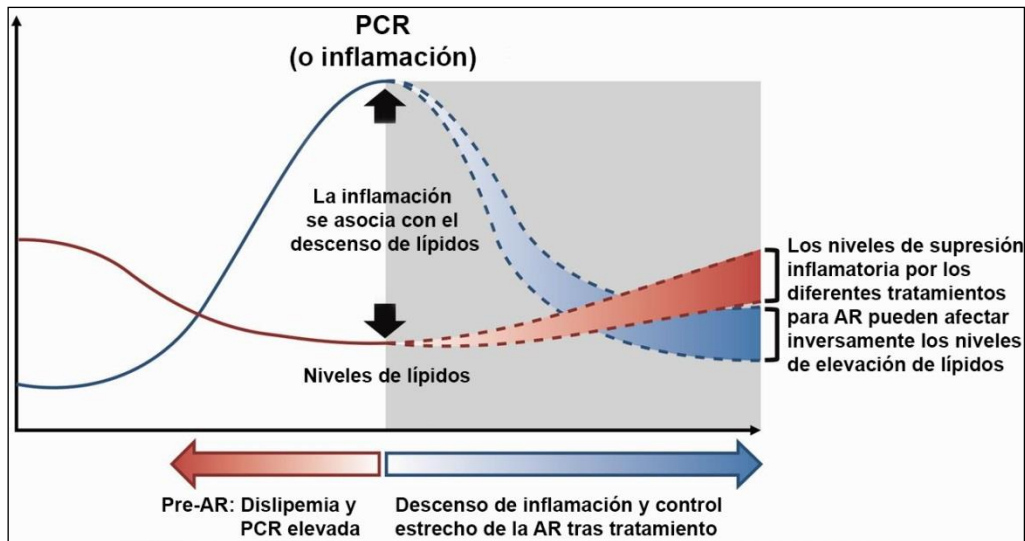 PCR
(o inflamación)
La inflamación
se asocia con el
descenso de lípidos
Niveles de lípidos
Los niveles de supresión
inflamatoria por los
diferentes tratamientos
para AR pueden afectar
inversamente los niveles
de elevación de lípidos
Pre-AR: Dislipemia y
PCR elevada
Descenso de inflamación y control
estrecho de la AR tras tratamiento